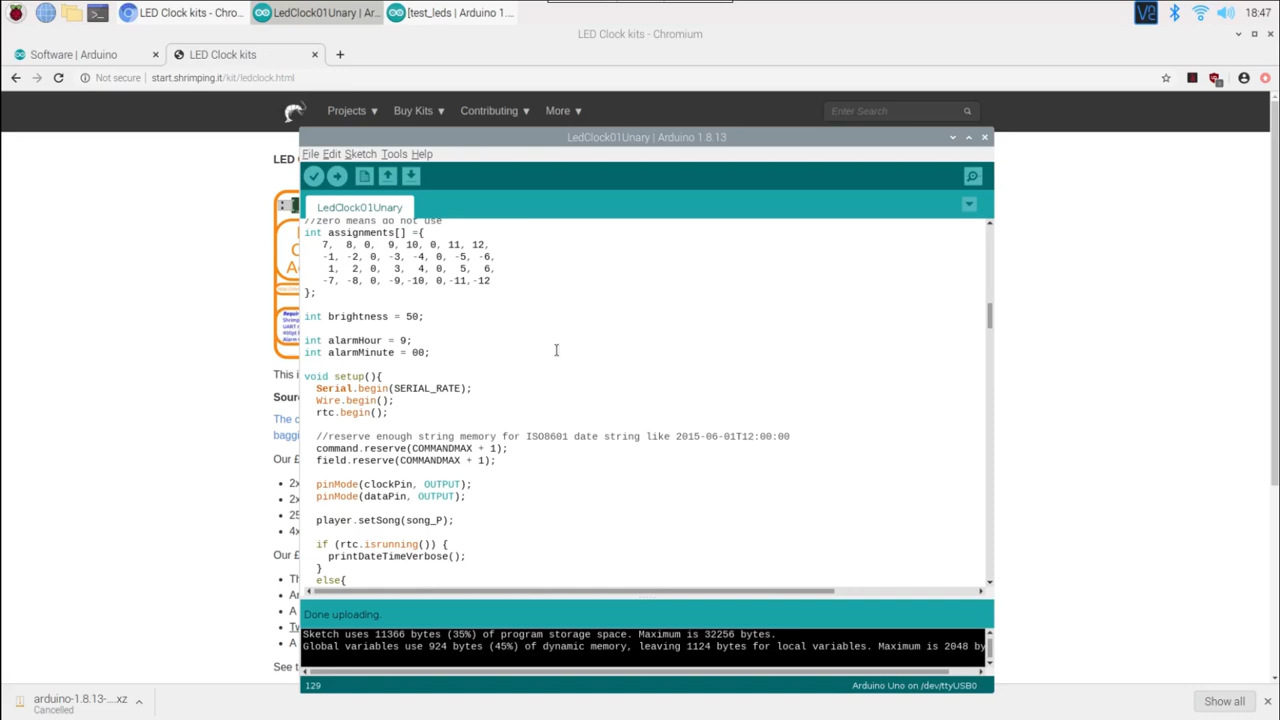 LED Clock kits - Chro...
LedClock01Unary | Ar...
[test_leds | Arduino 1....
18:47
LED Clock kits - Chromium
Software | Arduino
LED Clock kits
Not secure | start.shrimping.it/kit/ledclock.html
Projects ▼ Buy Kits ▼ Contributing ▼ More ▼ Enter Search
LedClock01Unary | Arduino 1.8.13
File Edit Sketch Tools Help
LedClock01Unary
//zero means do not use
int assignments[] ={
7, 8, 0, 9, 10, 0, 11, 12,
-1, -2, 0, -3, -4, 0, -5, -6,
1, 2, 0, 3, 4, 0, 5, 6,
-7, -8, 0, -9,-10, 0,-11,-12
};
int brightness = 50;
int alarmHour = 9;
int alarmMinute = 00;
void setup(){
Serial.begin(SERIAL_RATE);
Wire.begin();
rtc.begin();
//reserve enough string memory for ISO8601 date string like 2015-06-01T12:00:00
command.reserve(COMMANDMAX + 1);
field.reserve(COMMANDMAX + 1);
pinMode(clockPin, OUTPUT);
pinMode(dataPin, OUTPUT);
player.setSong(song_P);
if (rtc.isrunning()) {
printDateTimeVerbose();
}
else{
Done uploading.
Sketch uses 11366 bytes (35%) of program storage space. Maximum is 32256 bytes.
Global variables use 924 bytes (45%) of dynamic memory, leaving 1124 bytes for local variables. Maximum is 2048 by
129
Arduino Uno on /dev/ttyUSB0
LED
This i
Sourc
The c
baggi
Our £
2x
2x
25
4x
Our £
Th
Ar
A
Ty
A
See t
arduino-1.8.13-....xz
Cancelled
Show all